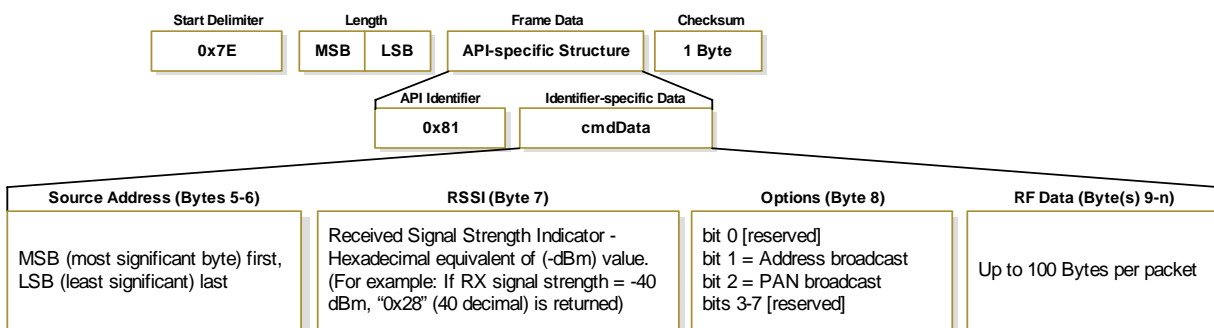 Start Delimiter Length Frame Data Checksum
0x7E MSB LSB API-specific Structure 1 Byte
API Identifier Identifier-specific Data
0x81 cmdData
Source Address (Bytes 5-6) RSSI (Byte 7) Options (Byte 8) RF Data (Byte(s) 9-n)
MSB (most significant byte) first,
LSB (least significant) last
Received Signal Strength Indicator -
Hexadecimal equivalent of (-dBm) value.
(For example: If RX signal strength = -40
dBm, “0x28” (40 decimal) is returned)
bit 0 [reserved]
bit 1 = Address broadcast
bit 2 = PAN broadcast
bits 3-7 [reserved]
Up to 100 Bytes per packet